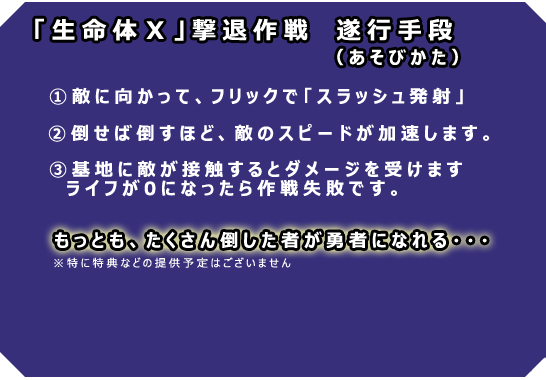 「生命体Ｘ」撃退作戦　遂行手段
（あそびかた）
①敵に向かって、フリックで「スラッシュ発射」
②倒せば倒すほど、敵のスピードが加速します。
③基地に敵が接触するとダメージを受けます
ライフが０になったら作戦失敗です。
もっとも、たくさん倒した者が勇者になれる・・・
※特に特典などの提供予定はございません